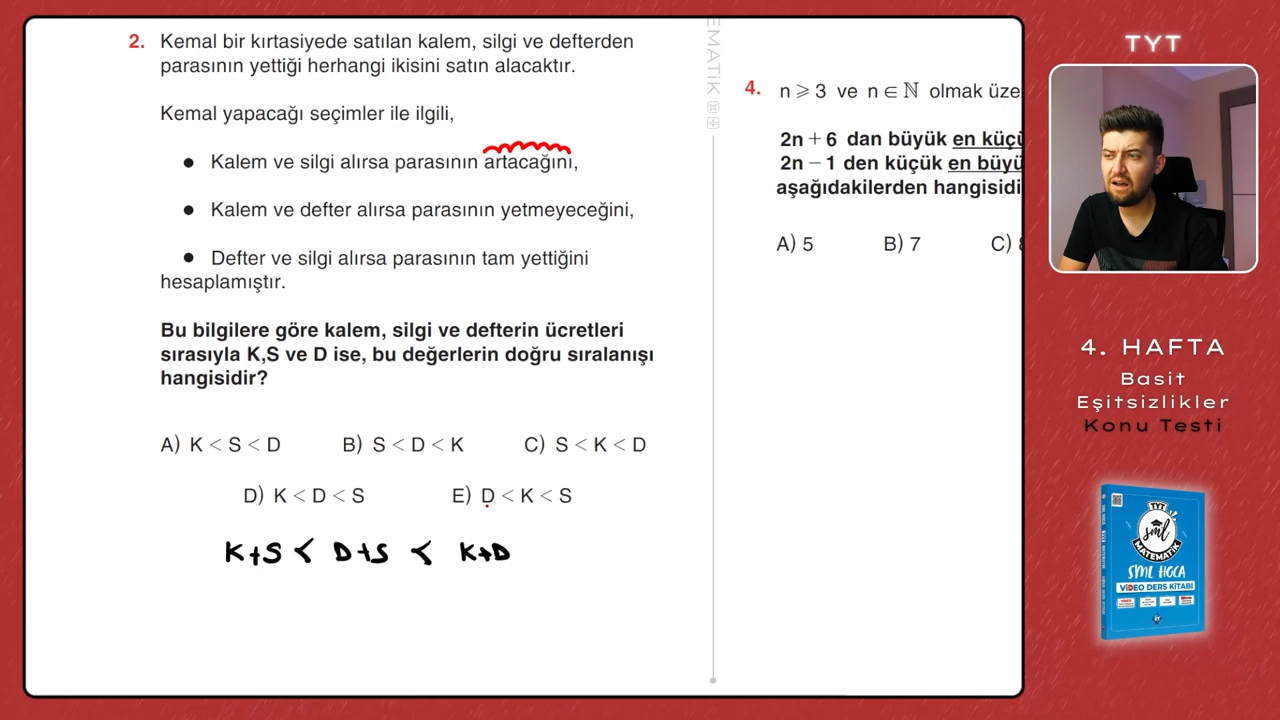 2. Kemal bir kırtasiyede satılan kalem, silgi ve defterden
parasının yettiği herhangi ikisini satın alacaktır.
Kemal yapacağı seçimler ile ilgili,
● Kalem ve silgi alırsa parasının artacağını,
● Kalem ve defter alırsa parasının yetmeyeceğini,
● Defter ve silgi alırsa parasının tam yettiğini
hesaplamıştır.
Bu bilgilere göre kalem, silgi ve defterin ücretleri
sırasıyla K,S ve D ise, bu değerlerin doğru sıralanışı
hangisidir?
A) K < S < D B) S < D < K C) S < K < D
D) K < D < S E) D < K < S
K+S < D+S < K+D
EMATİK
4. n ⩾ 3 ve n ∈ ℕ olmak üze
2n + 6 dan büyük en küçü
2n − 1 den küçük en büyü
aşağıdakilerden hangisidi
A) 5 B) 7 C) 8
TYT
4. HAFTA
Basit
Eşitsizlikler
Konu Testi
TYT
sml
MATEMATİK
SML HOCA
VİDEO DERS KİTABI